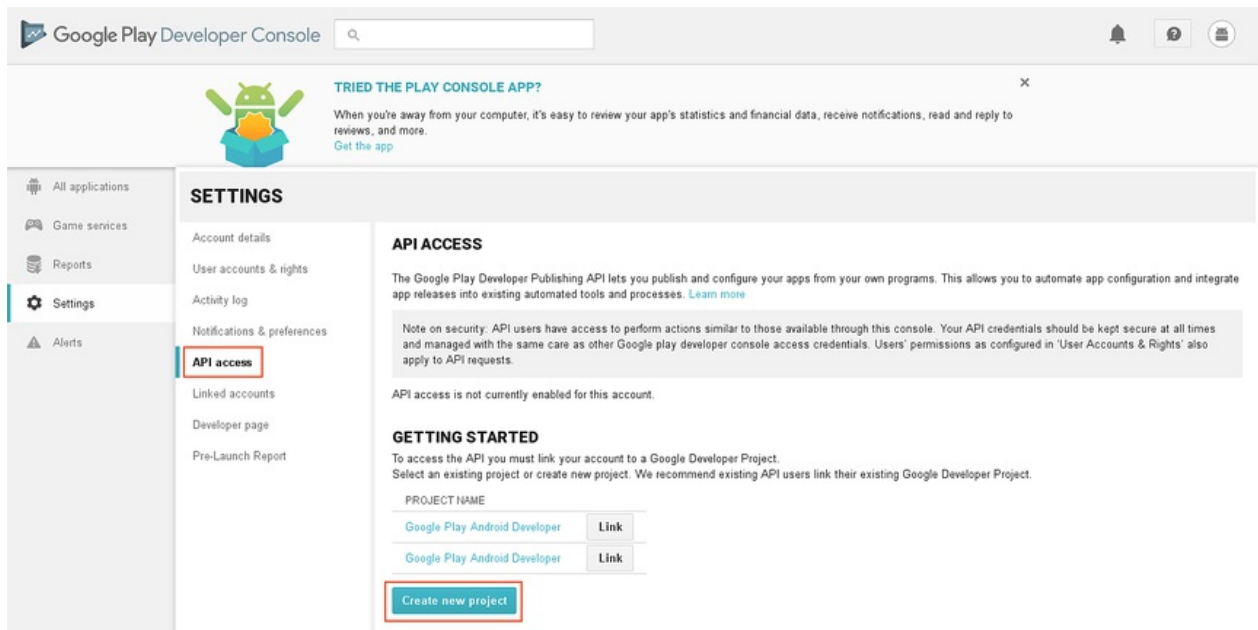 Google Play Developer Console
TRIED THE PLAY CONSOLE APP?
When you're away from your computer, it's easy to review your app's statistics and financial data, receive notifications, read and reply to
reviews, and more.
Get the app
All applications
Game services
Reports
Settings
Alerts
SETTINGS
Account details
User accounts & rights
Activity log
Notifications & preferences
API access
Linked accounts
Developer page
Pre-Launch Report
API ACCESS
The Google Play Developer Publishing API lets you publish and configure your apps from your own programs. This allows you to automate app configuration and integrate
app releases into existing automated tools and processes. Learn more
Note on security: API users have access to perform actions similar to those available through this console. Your API credentials should be kept secure at all times
and managed with the same care as other Google play developer console access credentials. Users' permissions as configured in 'User Accounts & Rights' also
apply to API requests.
API access is not currently enabled for this account.
GETTING STARTED
To access the API you must link your account to a Google Developer Project.
Select an existing project or create new project. We recommend existing API users link their existing Google Developer Project.
PROJECT NAME
Google Play Android Developer Link
Google Play Android Developer Link
Create new project